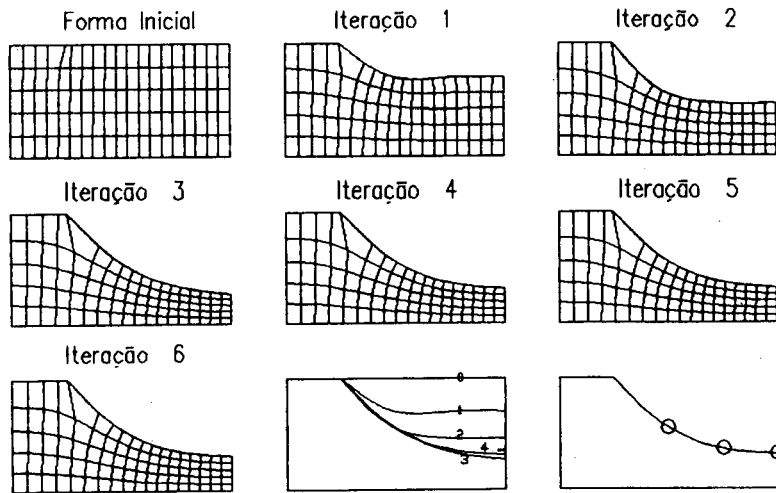 Forma Inicial
Iteração 1
Iteração 2
Iteração 3
Iteração 4
Iteração 5
Iteração 6
0
1
2
4
3